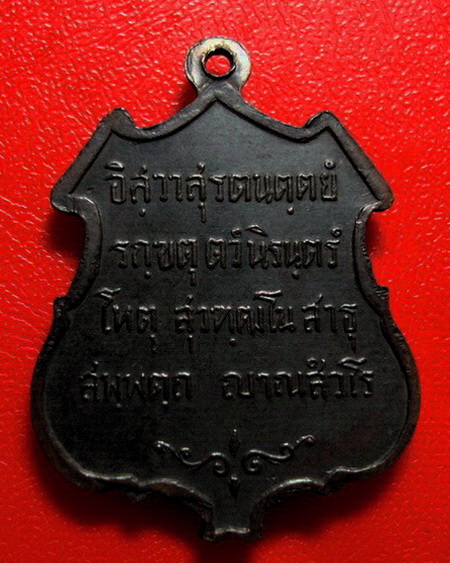 อิสฺวาสุรตนตฺตยํ
รกฺขตุ ตวํนิรนฺตรํ
โหตุ สุวฑฺฒโน สาธุ
สพฺพตฺถ ญาณสํวโร